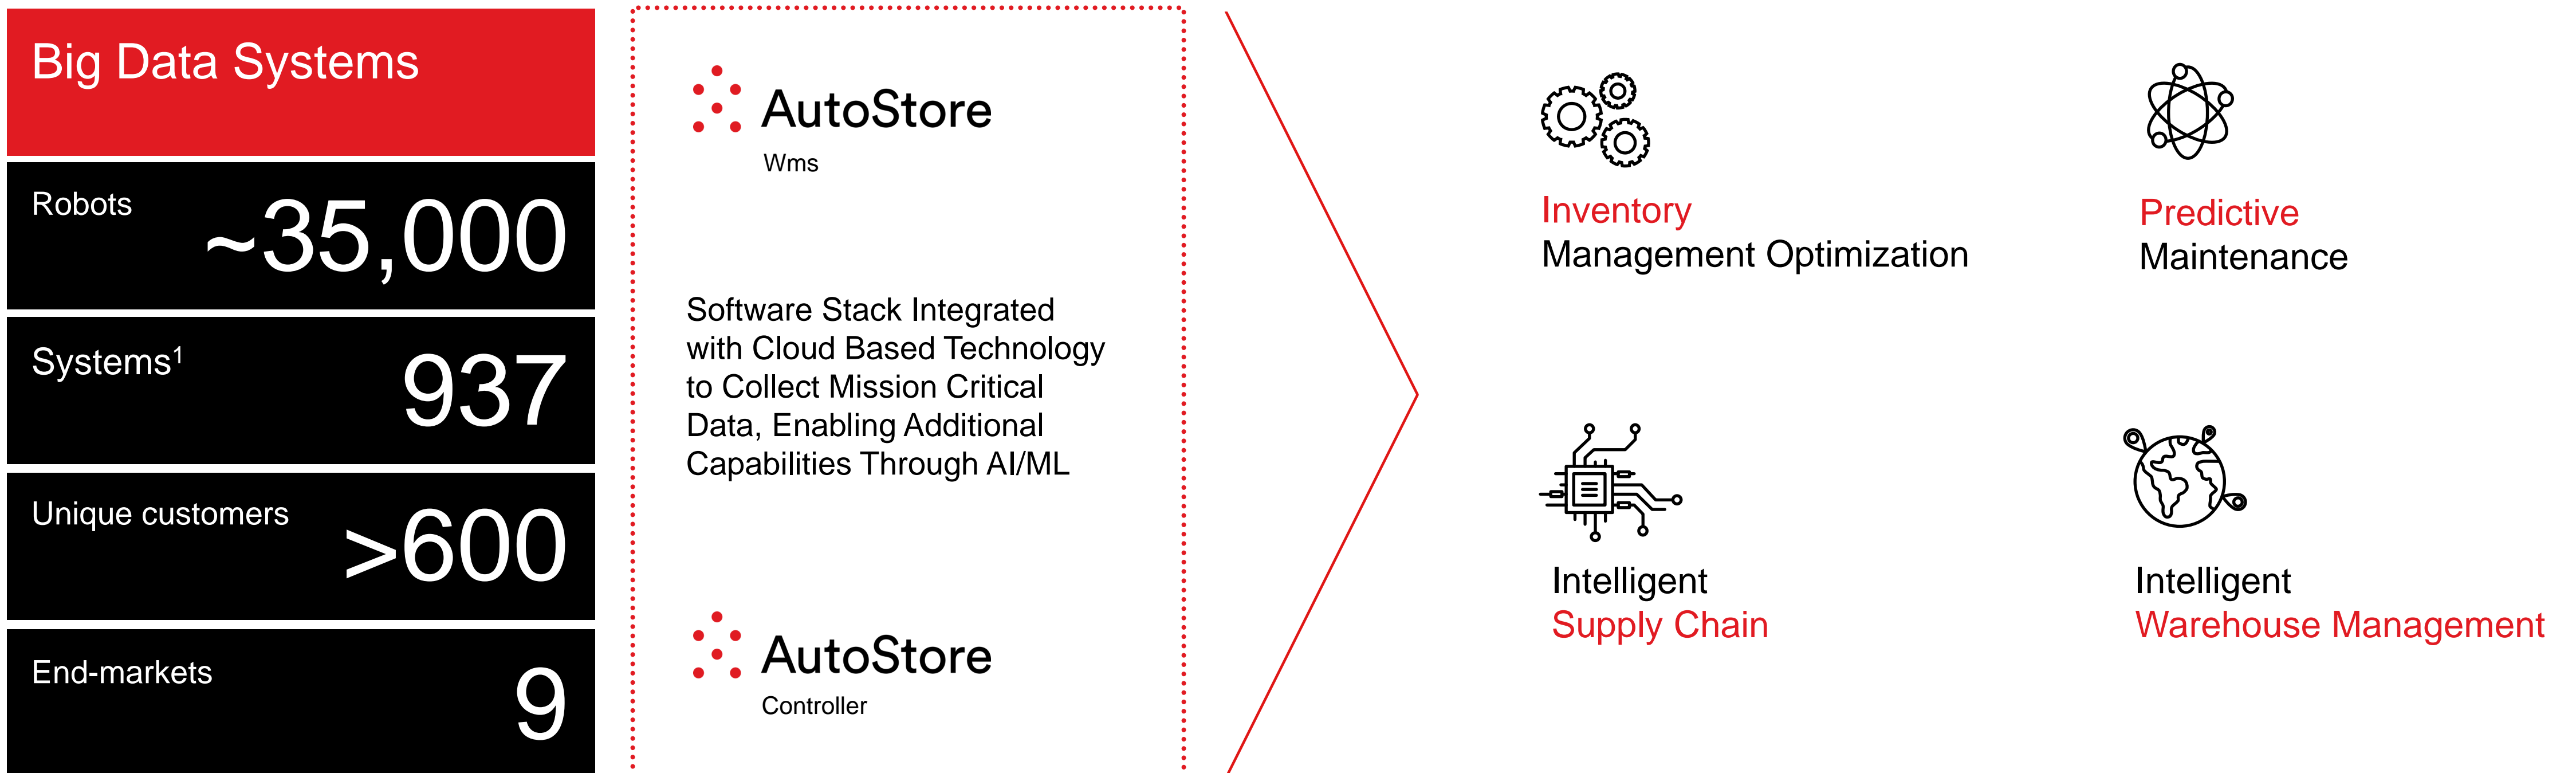 Big Data Systems
Robots
~35,000
Systems¹
937
Unique customers
>600
End-markets
9
AutoStore
Wms
Software Stack Integrated
with Cloud Based Technology
to Collect Mission Critical
Data, Enabling Additional
Capabilities Through AI/ML
AutoStore
Controller
Inventory
Management Optimization
Predictive
Maintenance
Intelligent
Supply Chain
Intelligent
Warehouse Management